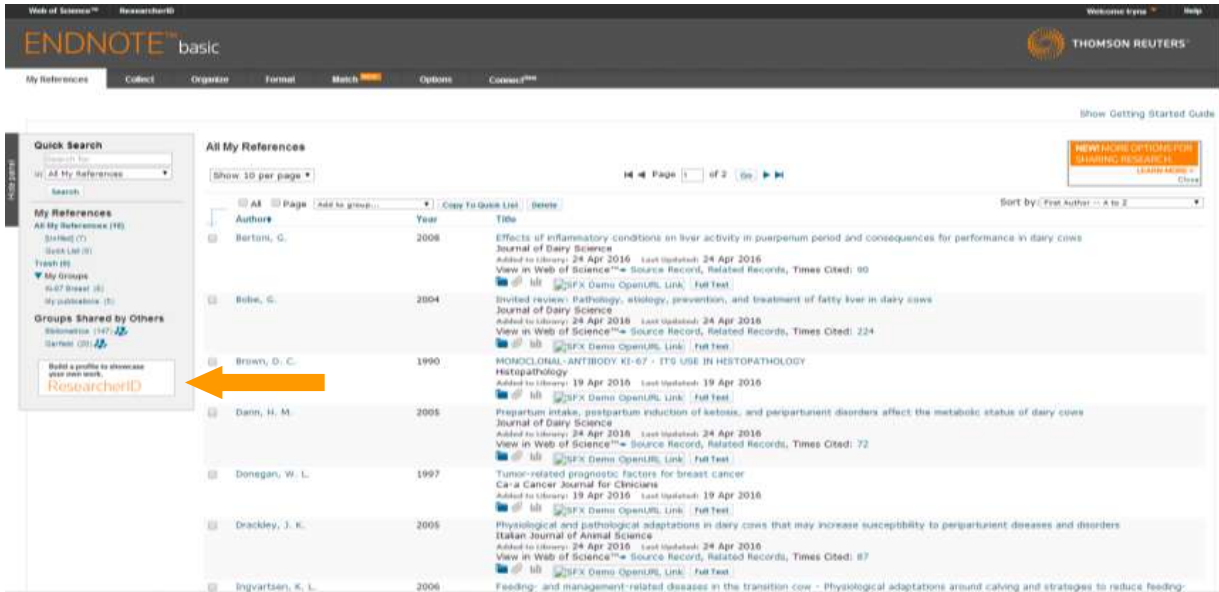 Web of Science™ ResearcherID Welcome Iryna Help
ENDNOTE™ basic THOMSON REUTERS
My References Collect Organize Format Match Options Connect
Show Getting Started Guide
Hide panel
Quick Search
Search for
in All My References
Search
My References
All My References (18)
[Unfiled] (7)
Quick List (0)
Trash (0)
▼ My Groups
Ki-67 Breast (6)
My publications (5)
Groups Shared by Others
Bibliometrics (147)
Garfield
Build a profile to showcase
your own work.
ResearcherID
All My References
NEW! MORE OPTIONS FOR
SHARING RESEARCH.
LEARN MORE
Close
Show 10 per page Page 1 of 2 Go
All Page Add to group... Copy To Quick List Delete Sort by: First Author -- A to Z
Author Year Title
Bertoni, G. 2008 Effects of inflammatory conditions on liver activity in puerperium period and consequences for performance in dairy cows
Journal of Dairy Science
Added to Library: 24 Apr 2016 Last Updated: 24 Apr 2016
View in Web of Science™ Source Record, Related Records, Times Cited: 90
SFX Demo OpenURL Link Full Text
Bobe, G. 2004 Invited review: Pathology, etiology, prevention, and treatment of fatty liver in dairy cows
Journal of Dairy Science
Added to Library: 24 Apr 2016 Last Updated: 24 Apr 2016
View in Web of Science™ Source Record, Related Records, Times Cited: 224
SFX Demo OpenURL Link Full Text
Brown, D. C. 1990 MONOCLONAL-ANTIBODY KI-67 - ITS USE IN HISTOPATHOLOGY
Histopathology
Added to Library: 19 Apr 2016 Last Updated: 19 Apr 2016
SFX Demo OpenURL Link Full Text
Dann, H. M. 2005 Prepartum intake, postpartum induction of ketosis, and periparturient disorders affect the metabolic status of dairy cows
Journal of Dairy Science
Added to Library: 24 Apr 2016 Last Updated: 24 Apr 2016
View in Web of Science™ Source Record, Related Records, Times Cited: 72
SFX Demo OpenURL Link Full Text
Donegan, W. L. 1997 Tumor-related prognostic factors for breast cancer
Ca-a Cancer Journal for Clinicians
Added to Library: 19 Apr 2016 Last Updated: 19 Apr 2016
SFX Demo OpenURL Link Full Text
Drackley, J. K. 2005 Physiological and pathological adaptations in dairy cows that may increase susceptibility to periparturient diseases and disorders
Italian Journal of Animal Science
Added to Library: 24 Apr 2016 Last Updated: 24 Apr 2016
View in Web of Science™ Source Record, Related Records, Times Cited: 87
SFX Demo OpenURL Link Full Text
Ingvartsen, K. L. 2006 Feeding- and management-related diseases in the transition cow - Physiological adaptations around calving and strategies to reduce feeding-